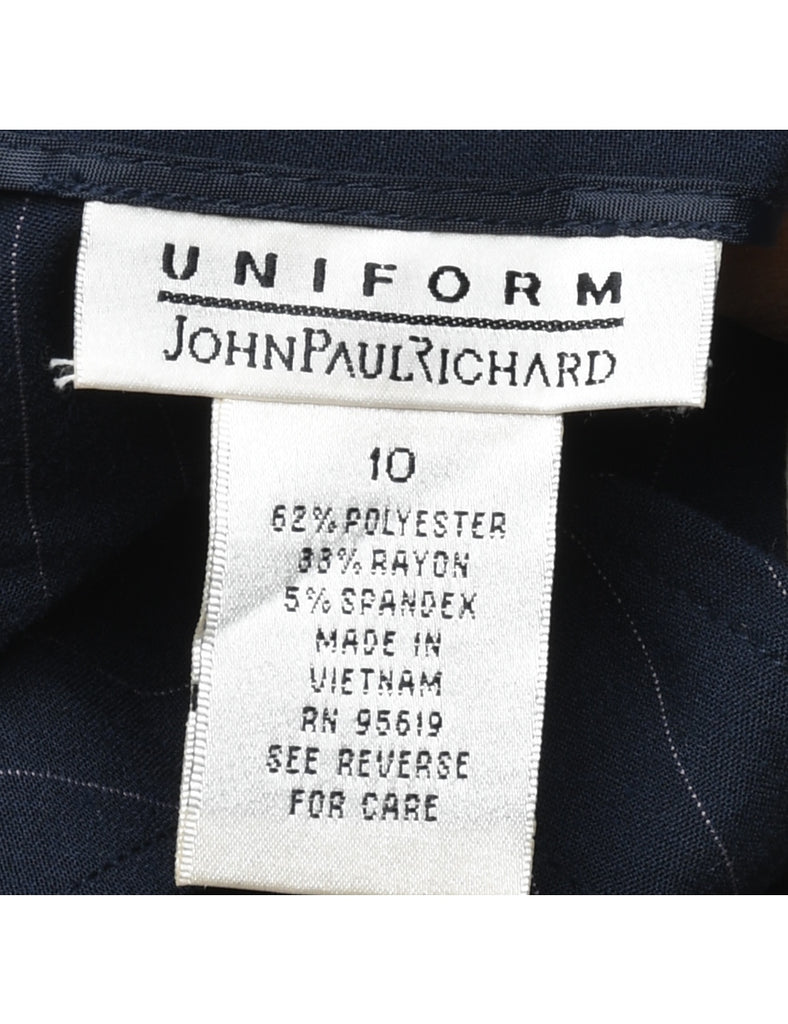 UNIFORM
JOHNPAULRICHARD
10
62% POLYESTER
33% RAYON
5% SPANDEX
MADE IN
VIETNAM
RN 95619
SEE REVERSE
FOR CARE